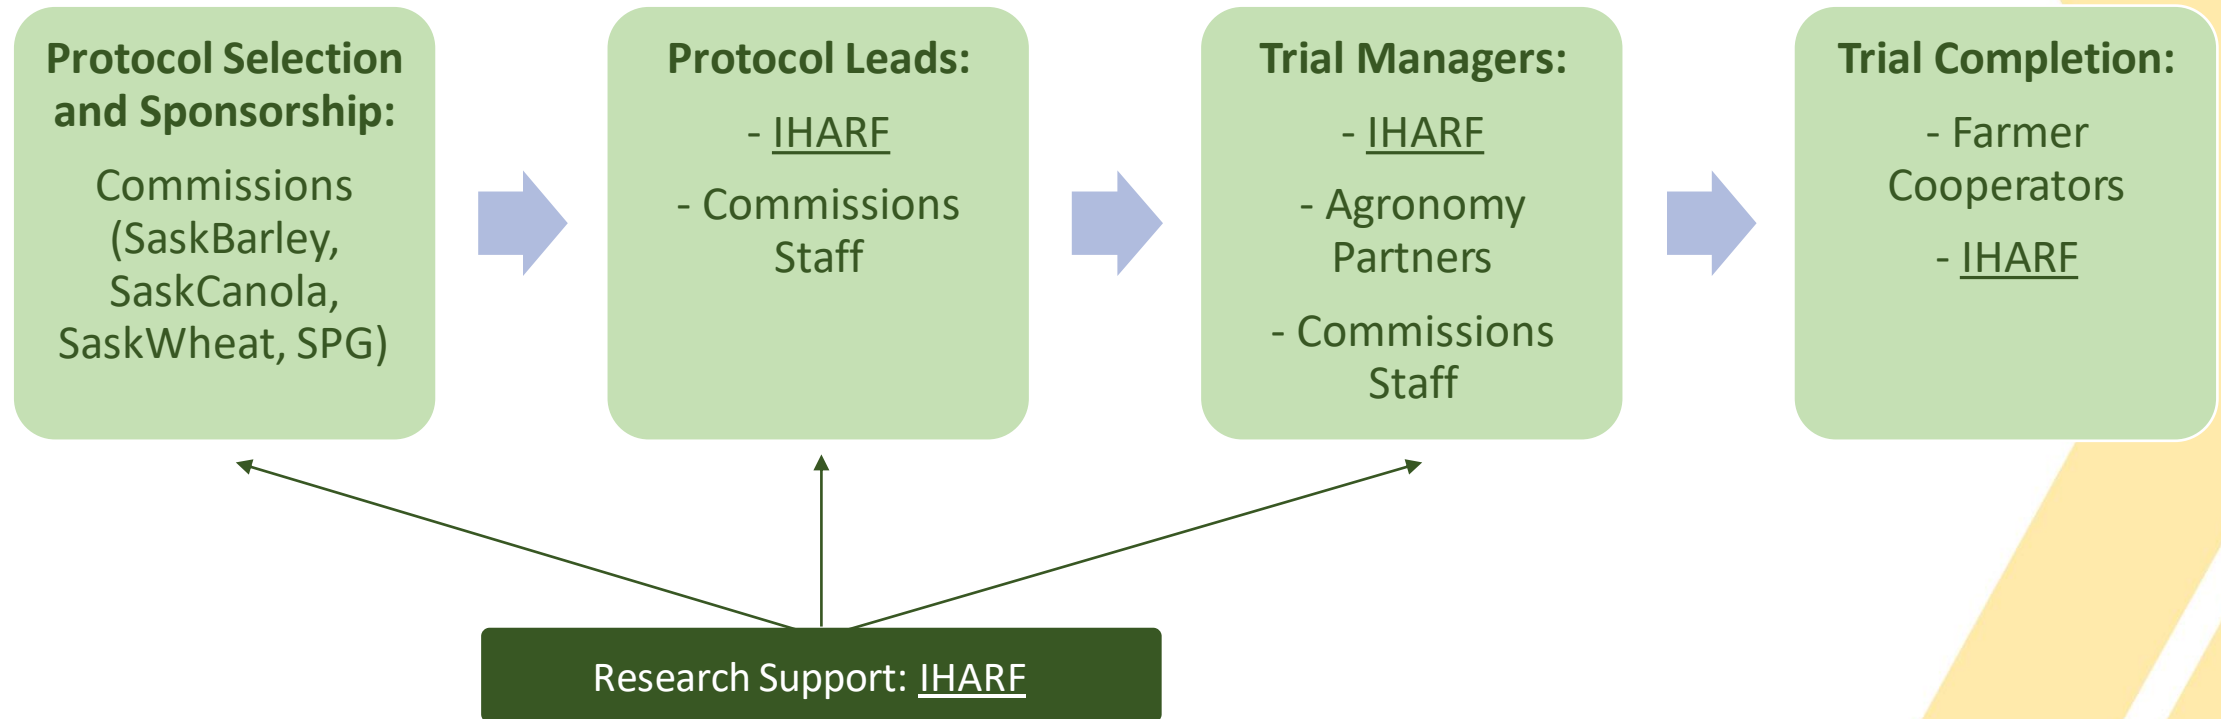 Protocol Selection
and Sponsorship:
Commissions
(SaskBarley,
SaskCanola,
SaskWheat, SPG)
Protocol Leads:
- IHARF
- Commissions
Staff
Trial Managers:
- IHARF
- Agronomy
Partners
- Commissions
Staff
Trial Completion:
- Farmer
Cooperators
- IHARF
Research Support: IHARF